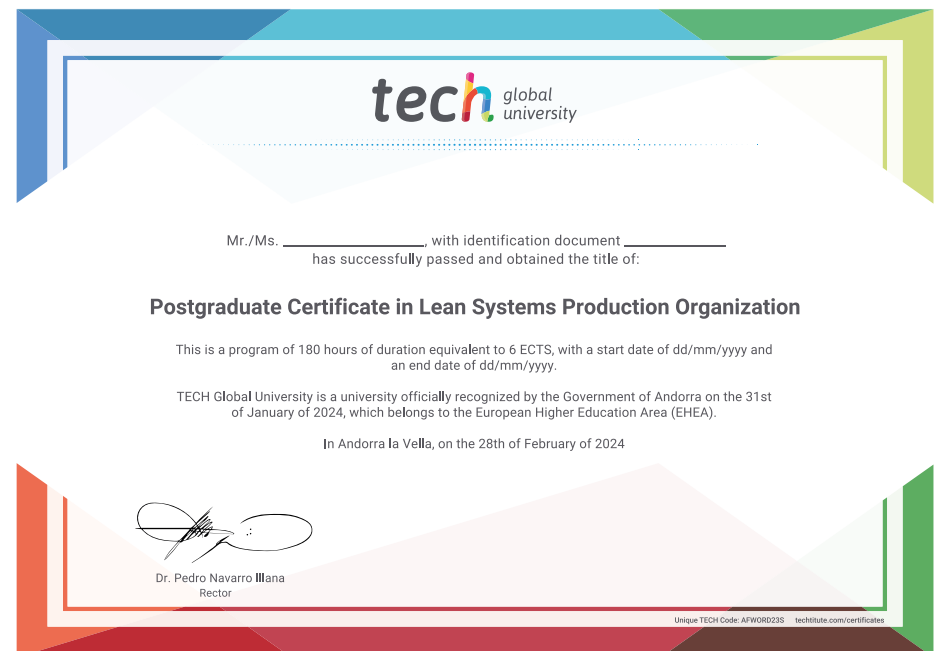 tech global
university
Mr./Ms. ____________, with identification document ____________
has successfully passed and obtained the title of:
Postgraduate Certificate in Lean Systems Production Organization
This is a program of 180 hours of duration equivalent to 6 ECTS, with a start date of dd/mm/yyyy and
an end date of dd/mm/yyyy.
TECH Global University is a university officially recognized by the Government of Andorra on the 31st
of January of 2024, which belongs to the European Higher Education Area (EHEA).
In Andorra la Vella, on the 28th of February of 2024
Dr. Pedro Navarro Illana
Rector
Unique TECH Code: AFWORD23S techtitute.com/certificates